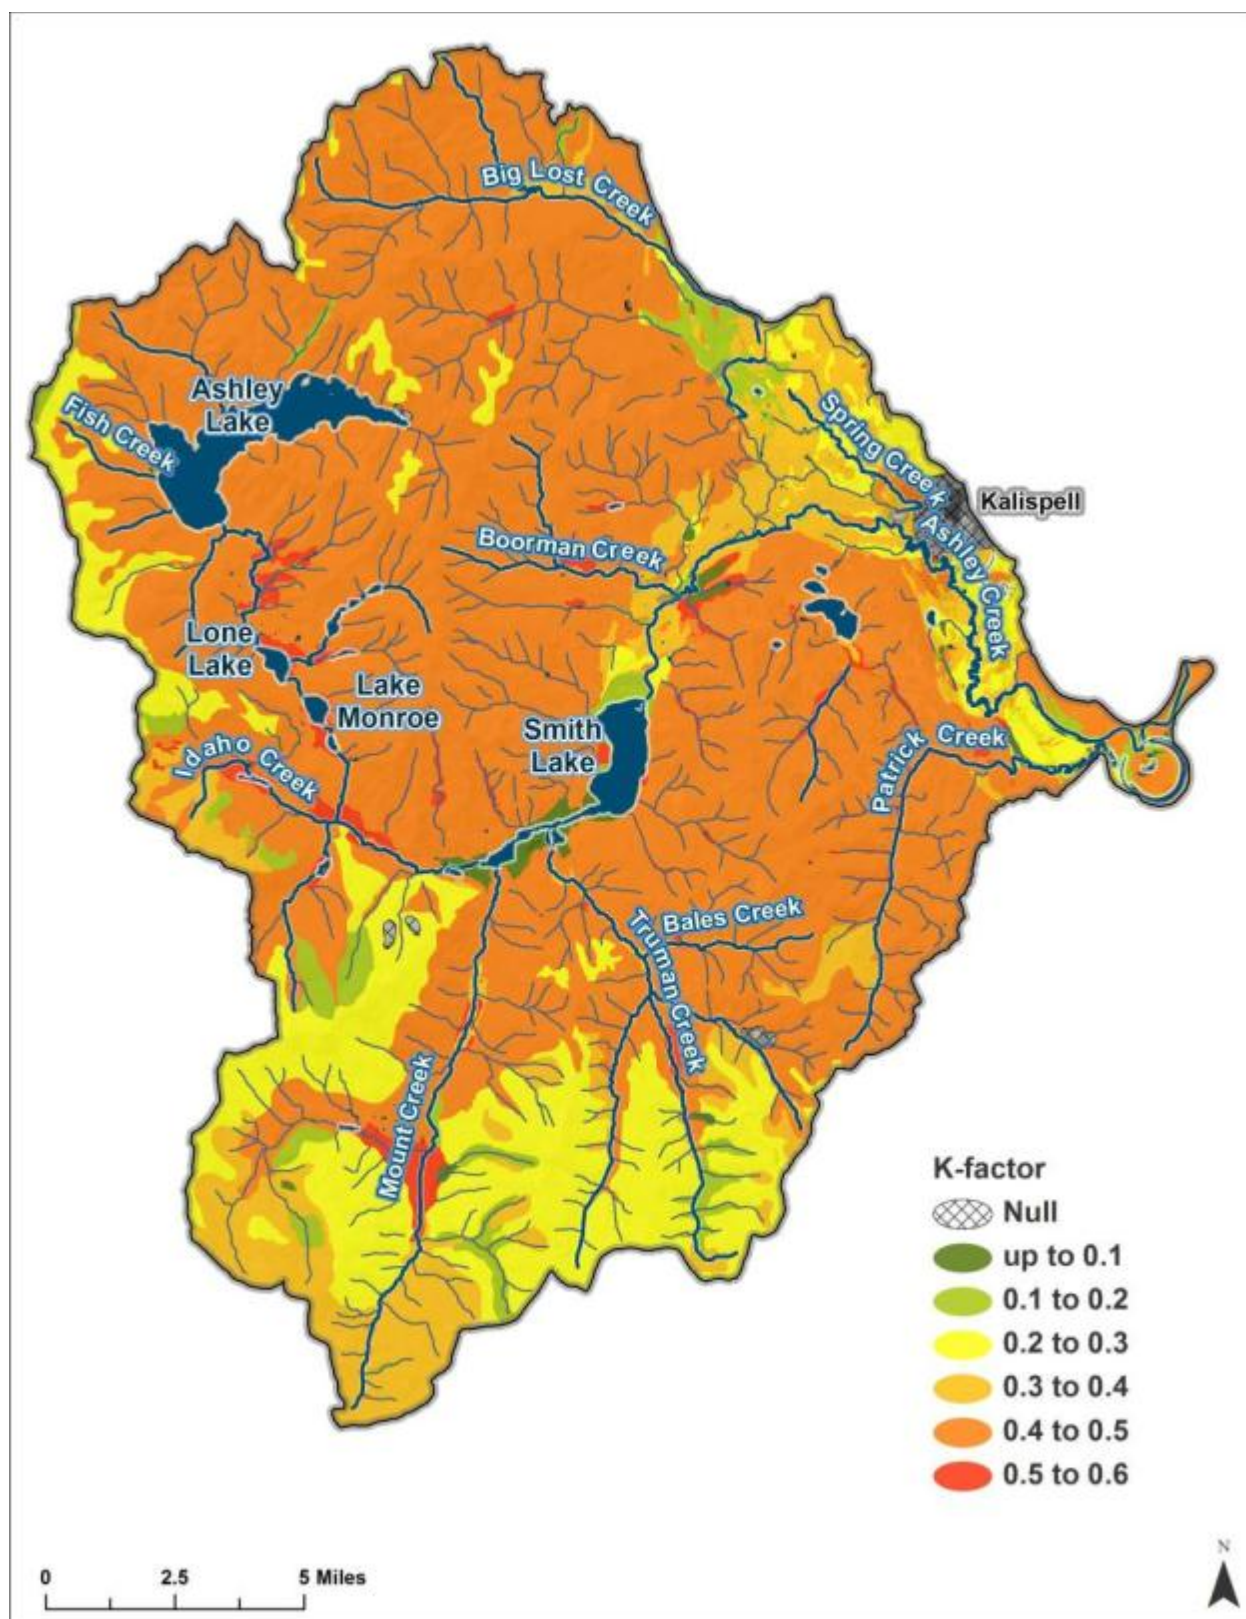 Big Lost Creek
Ashley
Lake
Fish Creek
Spring Creek
Kalispell
Ashley Creek
Boorman Creek
Lone
Lake
Lake
Monroe
Smith
Lake
Idaho Creek
Patrick Creek
Bales Creek
Truman Creek
Mount Creek
K-factor
Null
up to 0.1
0.1 to 0.2
0.2 to 0.3
0.3 to 0.4
0.4 to 0.5
0.5 to 0.6
0 2.5 5 Miles
N